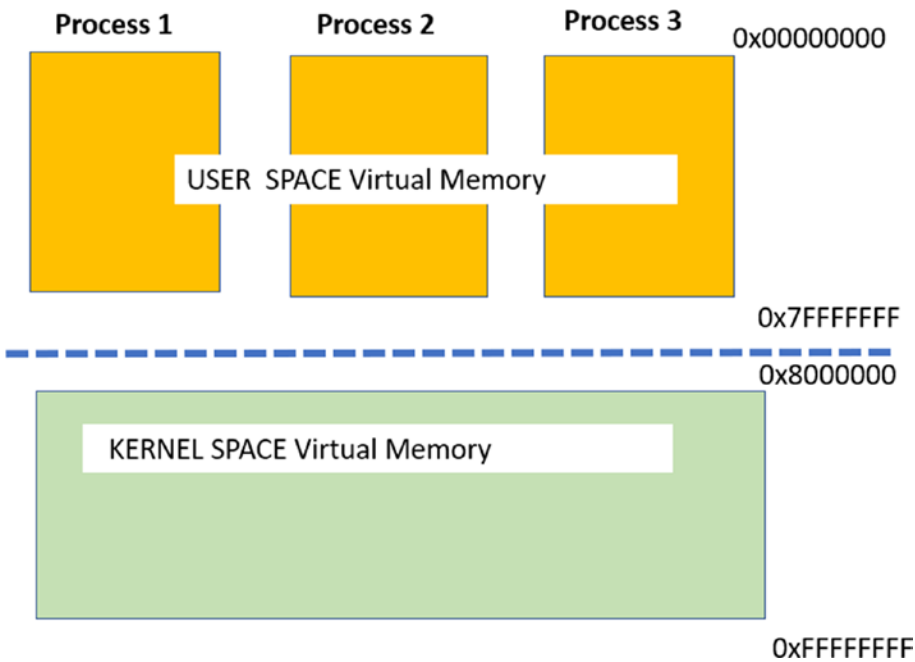 Process 1
Process 2
Process 3
0x00000000
USER  SPACE Virtual Memory
0x7FFFFFFF
0x8000000
KERNEL SPACE Virtual Memory
0xFFFFFFFF